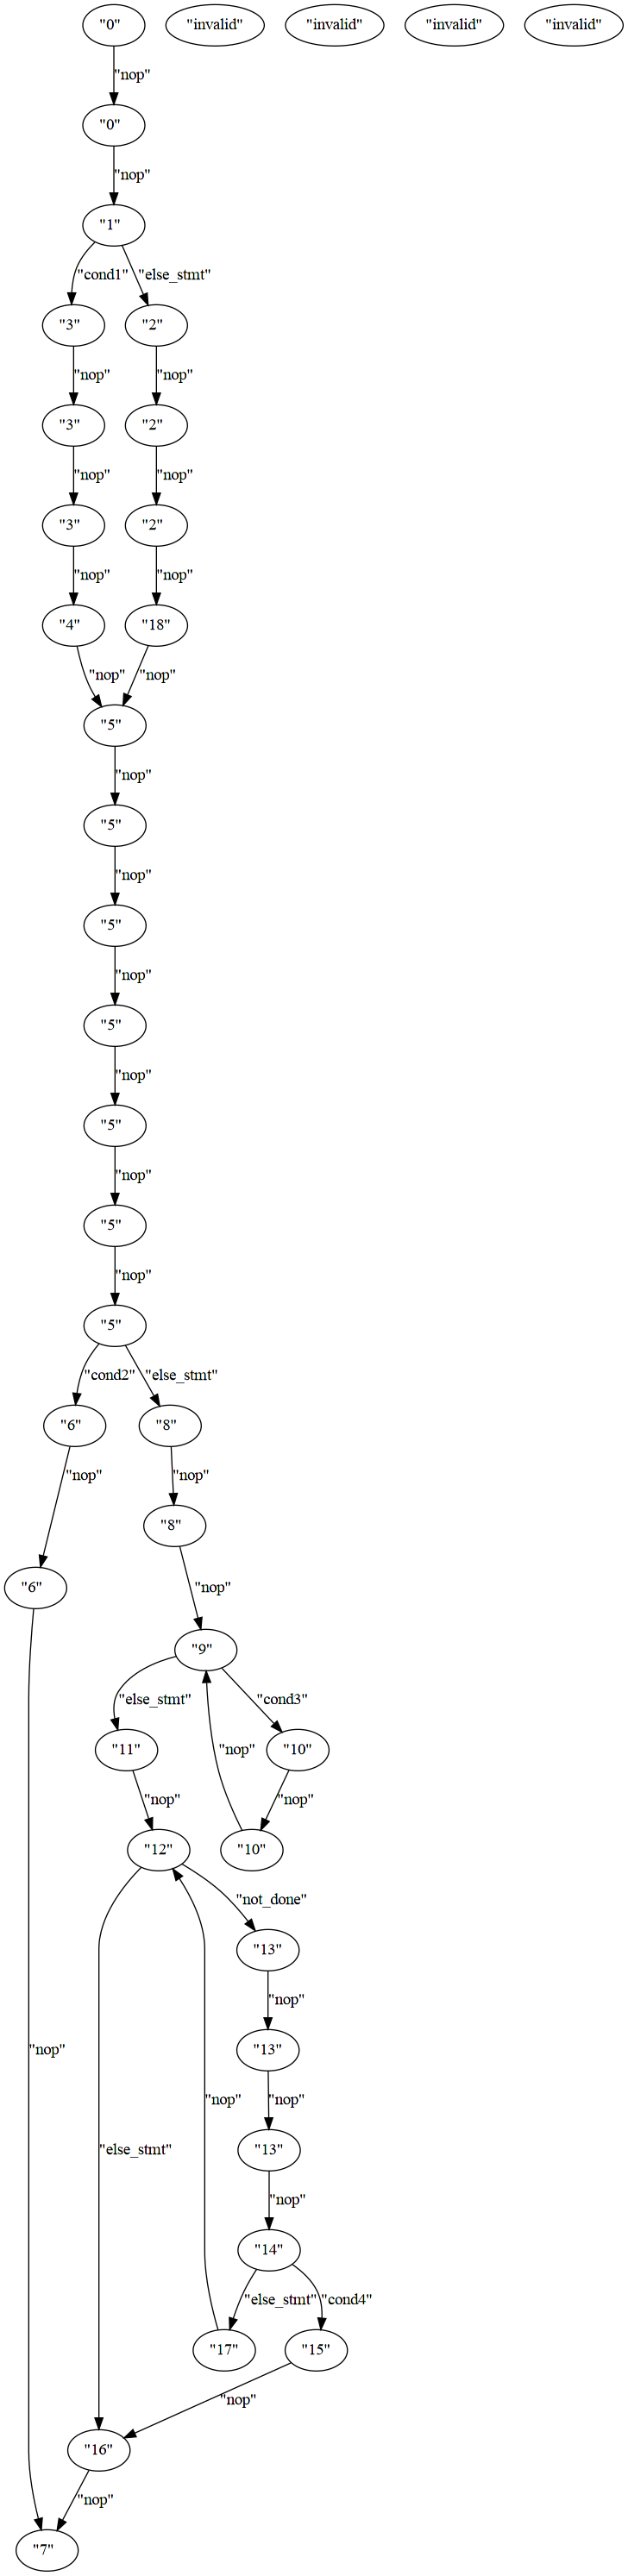 "0" "invalid" "invalid" "invalid" "invalid"
"nop"
"0"
"nop"
"1"
"cond1" "else_stmt"
"3" "2"
"nop" "nop"
"3" "2"
"nop" "nop"
"3" "2"
"nop" "nop"
"4" "18"
"nop" "nop"
"5"
"nop"
"5"
"nop"
"5"
"nop"
"5"
"nop"
"5"
"nop"
"5"
"nop"
"5"
"cond2" "else_stmt"
"6" "8"
"nop" "nop"
"8"
"6" "nop"
"9"
"else_stmt" "cond3"
"11" "nop" "10"
"nop" "nop"
"12" "10"
"not_done"
"13"
"nop"
"nop" "13"
"else_stmt" "nop" "nop"
"13"
"nop"
"14"
"else_stmt" "cond4"
"17" "15"
"nop"
"16"
"nop"
"7"